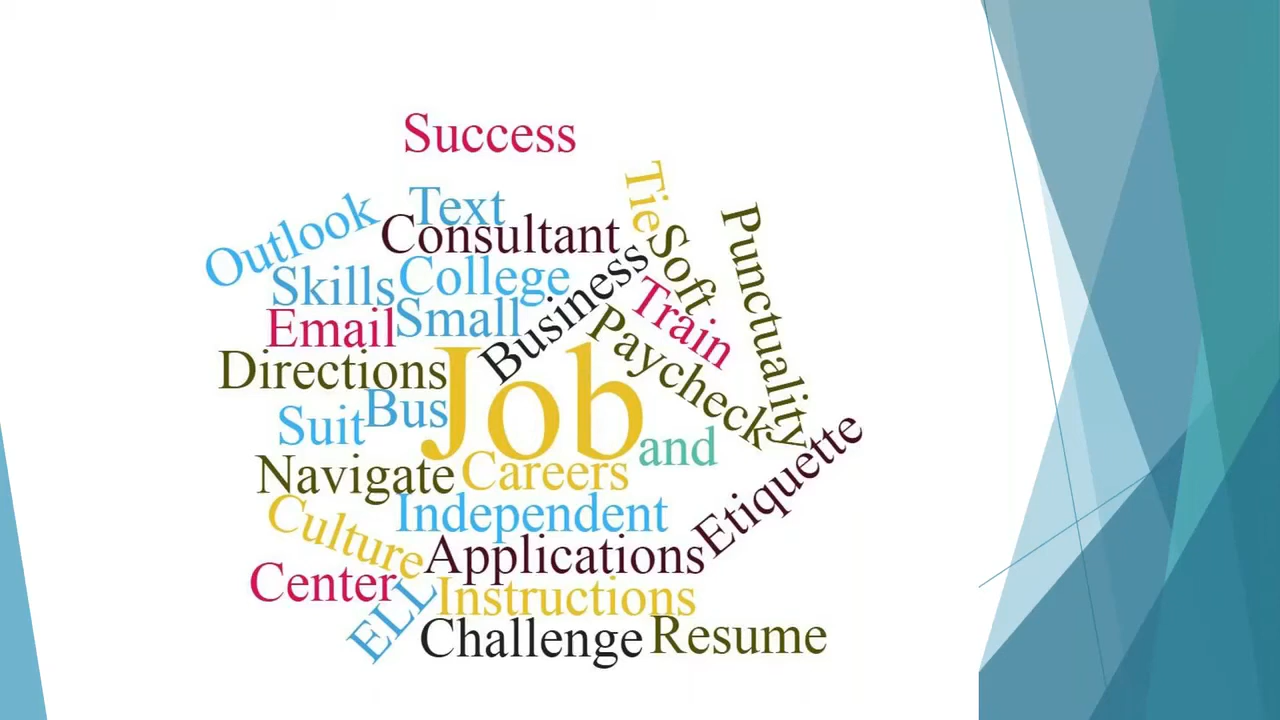 Success
Tie
Text
Outlook
Consultant
Soft
Punctuality
Skills
College
Business
Train
Email
Small
Paycheck
Directions
Job
Bus
Suit
and
Navigate
Careers
Etiquette
Culture
Independent
Applications
Center
ELL
Instructions
Challenge
Resume